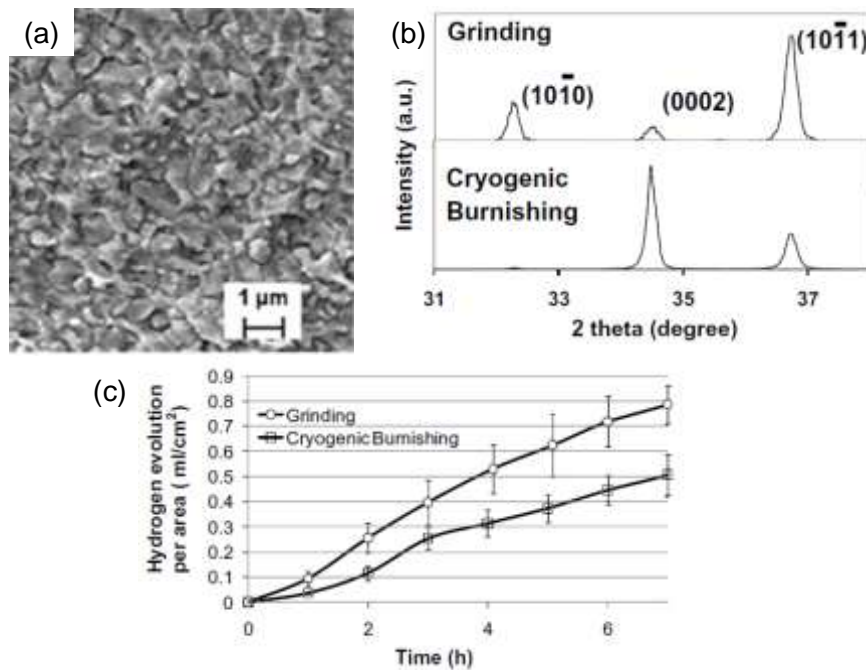 (a)
1 µm
(b)
Grinding
(101̄0)
(0002)
(101̄1)
Cryogenic
Burnishing
Intensity (a.u.)
31 33 35 37
2 theta (degree)
(c)
Hydrogen evolution
per area ( ml/cm²)
0.9
0.8
0.7
0.6
0.5
0.4
0.3
0.2
0.1
0
Grinding
Cryogenic Burnishing
0 2 4 6
Time (h)